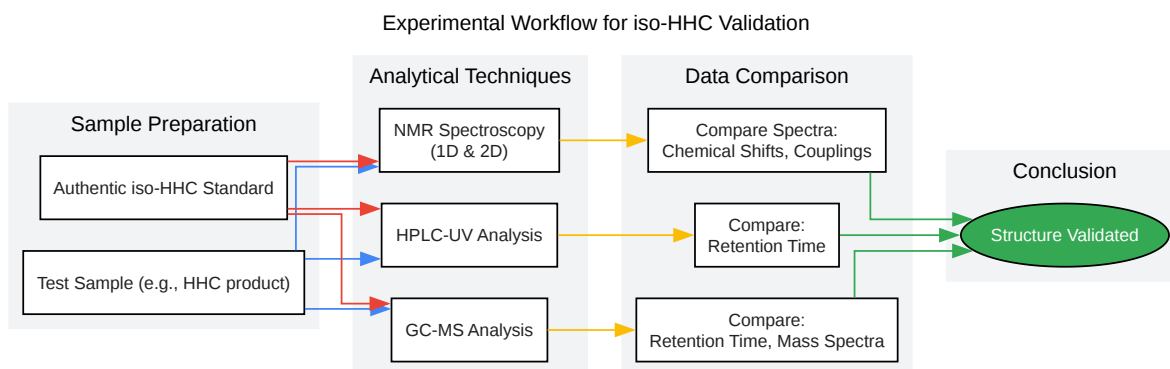 Experimental Workflow for iso-HHC Validation
Sample Preparation
Authentic iso-HHC Standard
Test Sample (e.g., HHC product)
Analytical Techniques
NMR Spectroscopy
(1D & 2D)
HPLC-UV Analysis
GC-MS Analysis
Data Comparison
Compare Spectra:
Chemical Shifts, Couplings
Compare:
Retention Time
Compare:
Retention Time, Mass Spectra
Conclusion
Structure Validated